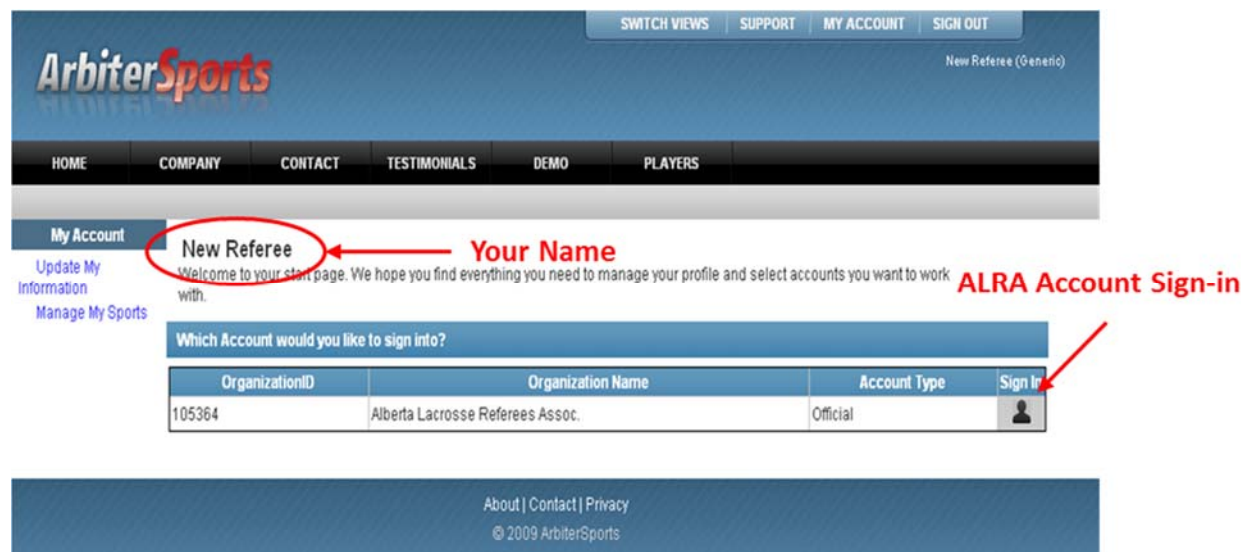 SWITCH VIEWS SUPPORT MY ACCOUNT SIGN OUT
ArbiterSports
New Referee (Generic)
HOME COMPANY CONTACT TESTIMONIALS DEMO PLAYERS
My Account
Update My
Information
Manage My Sports
New Referee
Your Name
Welcome to your start page. We hope you find everything you need to manage your profile and select accounts you want to work
with.
ALRA Account Sign-in
Which Account would you like to sign into?
OrganizationID Organization Name Account Type Sign In
105364 Alberta Lacrosse Referees Assoc. Official
About | Contact | Privacy
© 2009 ArbiterSports